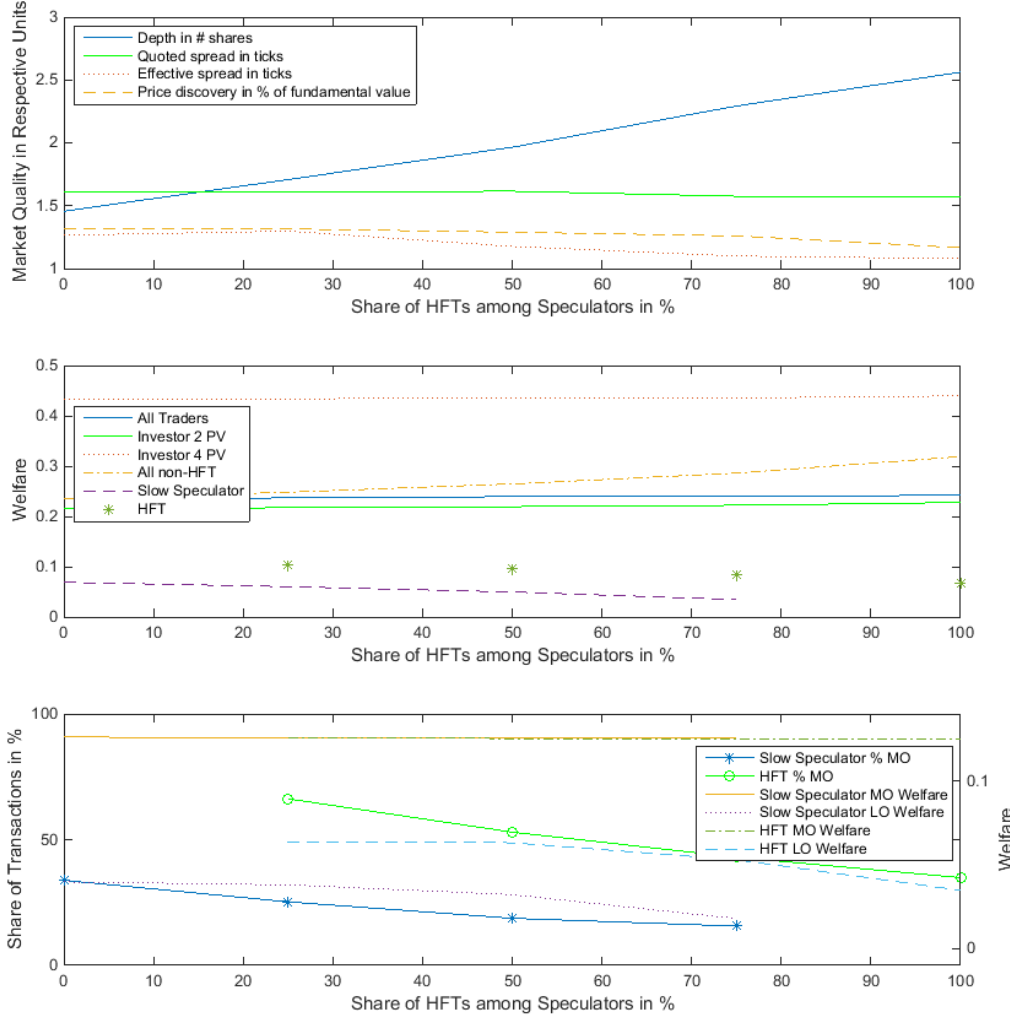 3
2.5
2
1.5
1
Market Quality in Respective Units
Depth in # shares
Quoted spread in ticks
Effective spread in ticks
Price discovery in % of fundamental value
0 10 20 30 40 50 60 70 80 90 100
Share of HFTs among Speculators in %
0.5
0.4
0.3
0.2
0.1
0
Welfare
All Traders
Investor 2 PV
Investor 4 PV
All non-HFT
Slow Speculator
HFT
0 10 20 30 40 50 60 70 80 90 100
Share of HFTs among Speculators in %
100
50
0
Share of Transactions in %
Slow Speculator % MO
HFT % MO
Slow Speculator MO Welfare
Slow Speculator LO Welfare
HFT MO Welfare
HFT LO Welfare
0.1
0
Welfare
0 10 20 30 40 50 60 70 80 90 100
Share of HFTs among Speculators in %